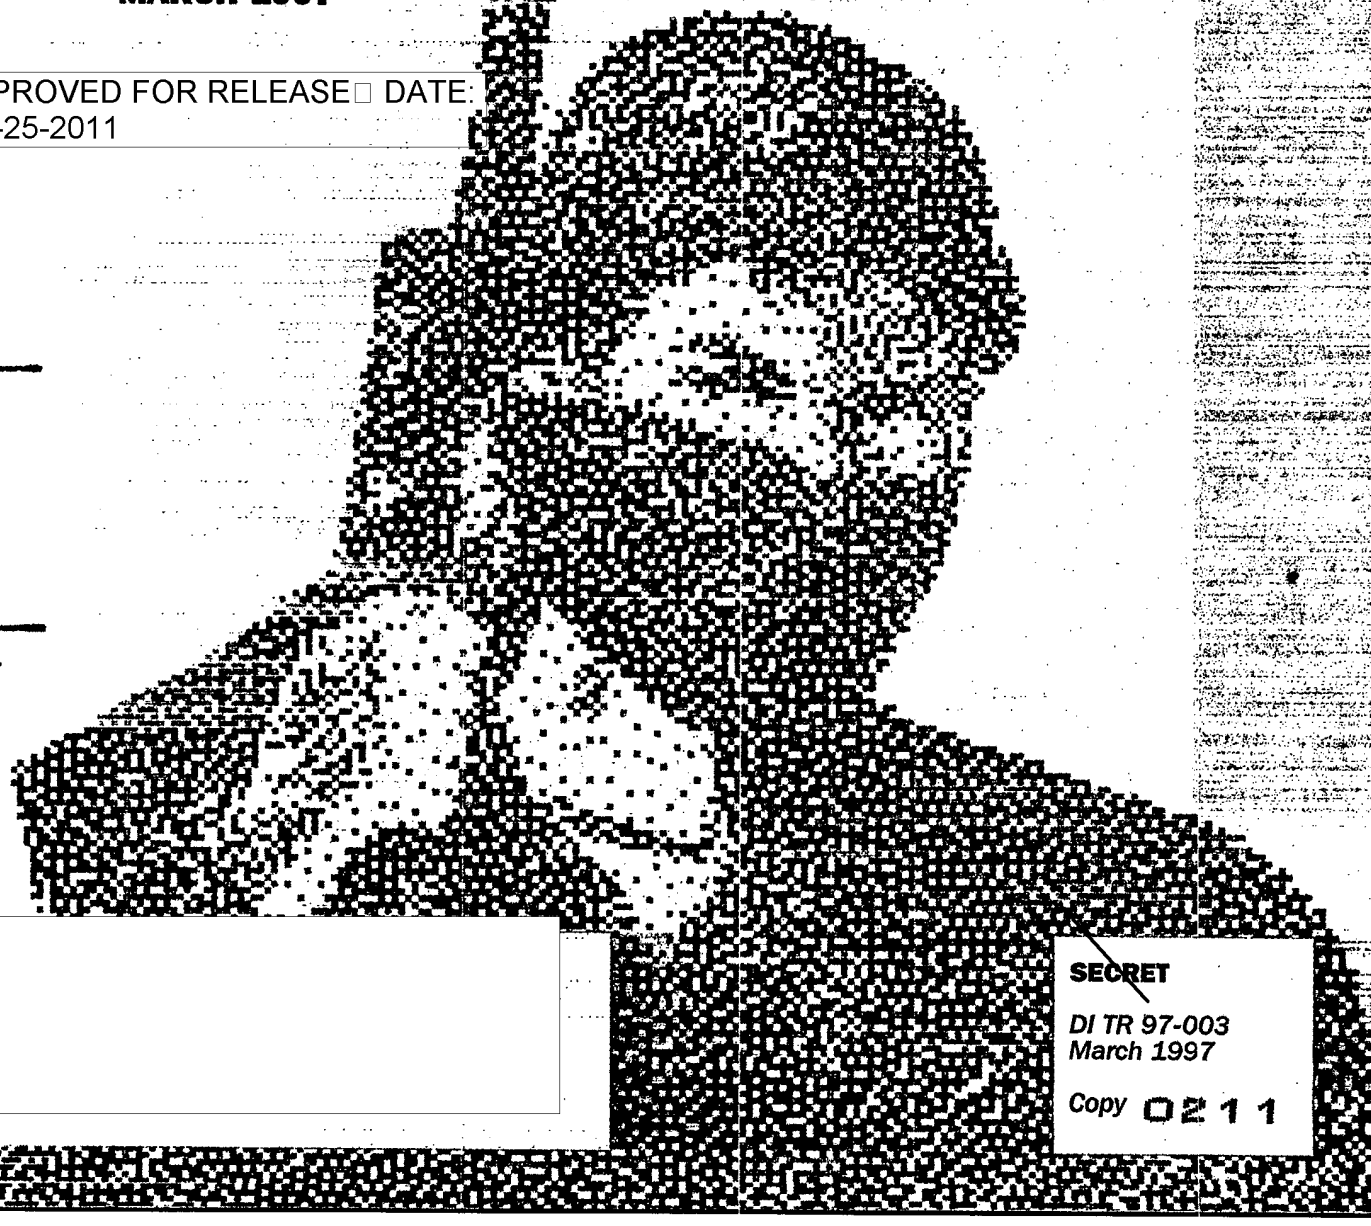 PROVED FOR RELEASE□ DATE:
-25-2011
SECRET
DI TR 97-003
March 1997
Copy 0211